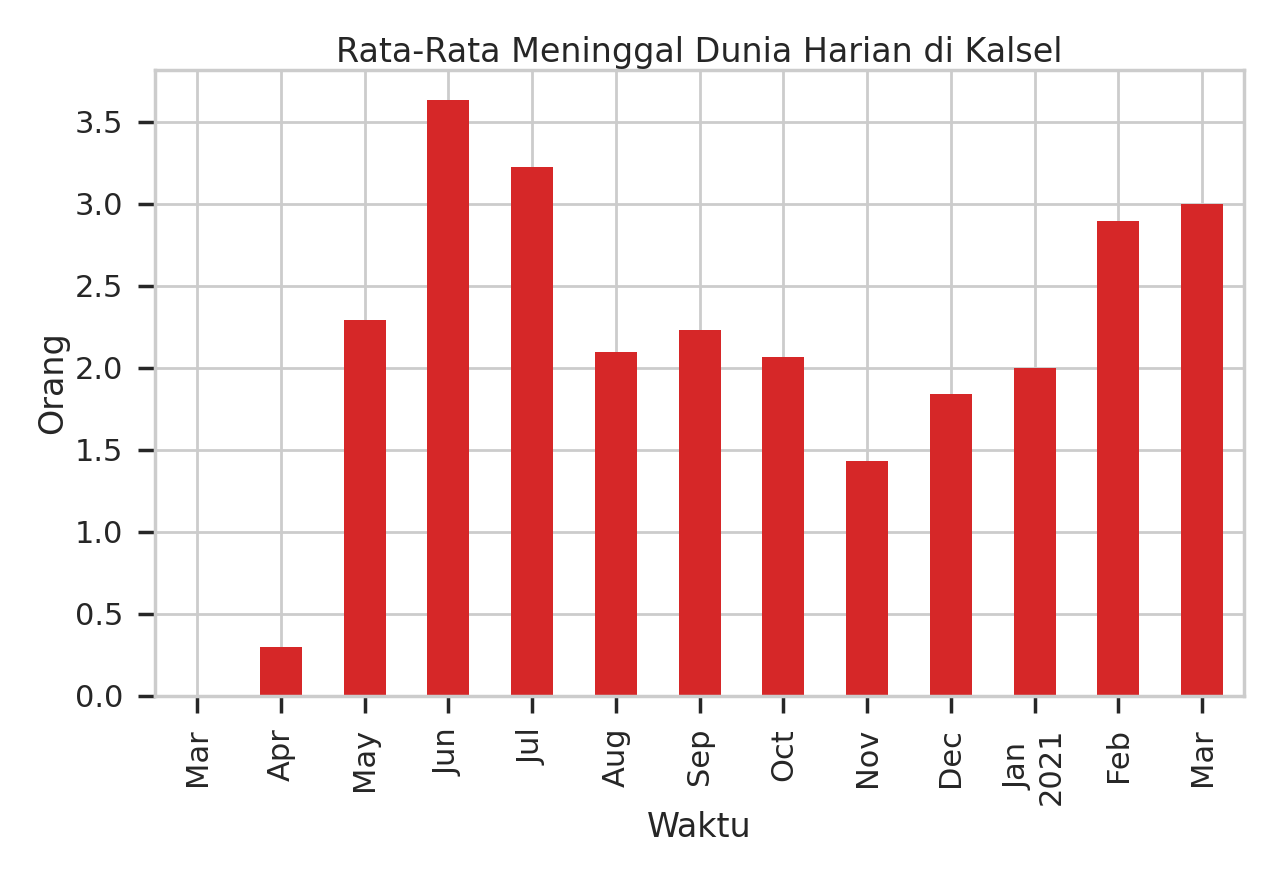 Rata-Rata Meninggal Dunia Harian di Kalsel
Orang
3.5
3.0
2.5
2.0
1.5
1.0
0.5
0.0
Mar
Apr
May
Jun
Jul
Aug
Sep
Oct
Nov
Dec
Jan
2021
Feb
Mar
Waktu